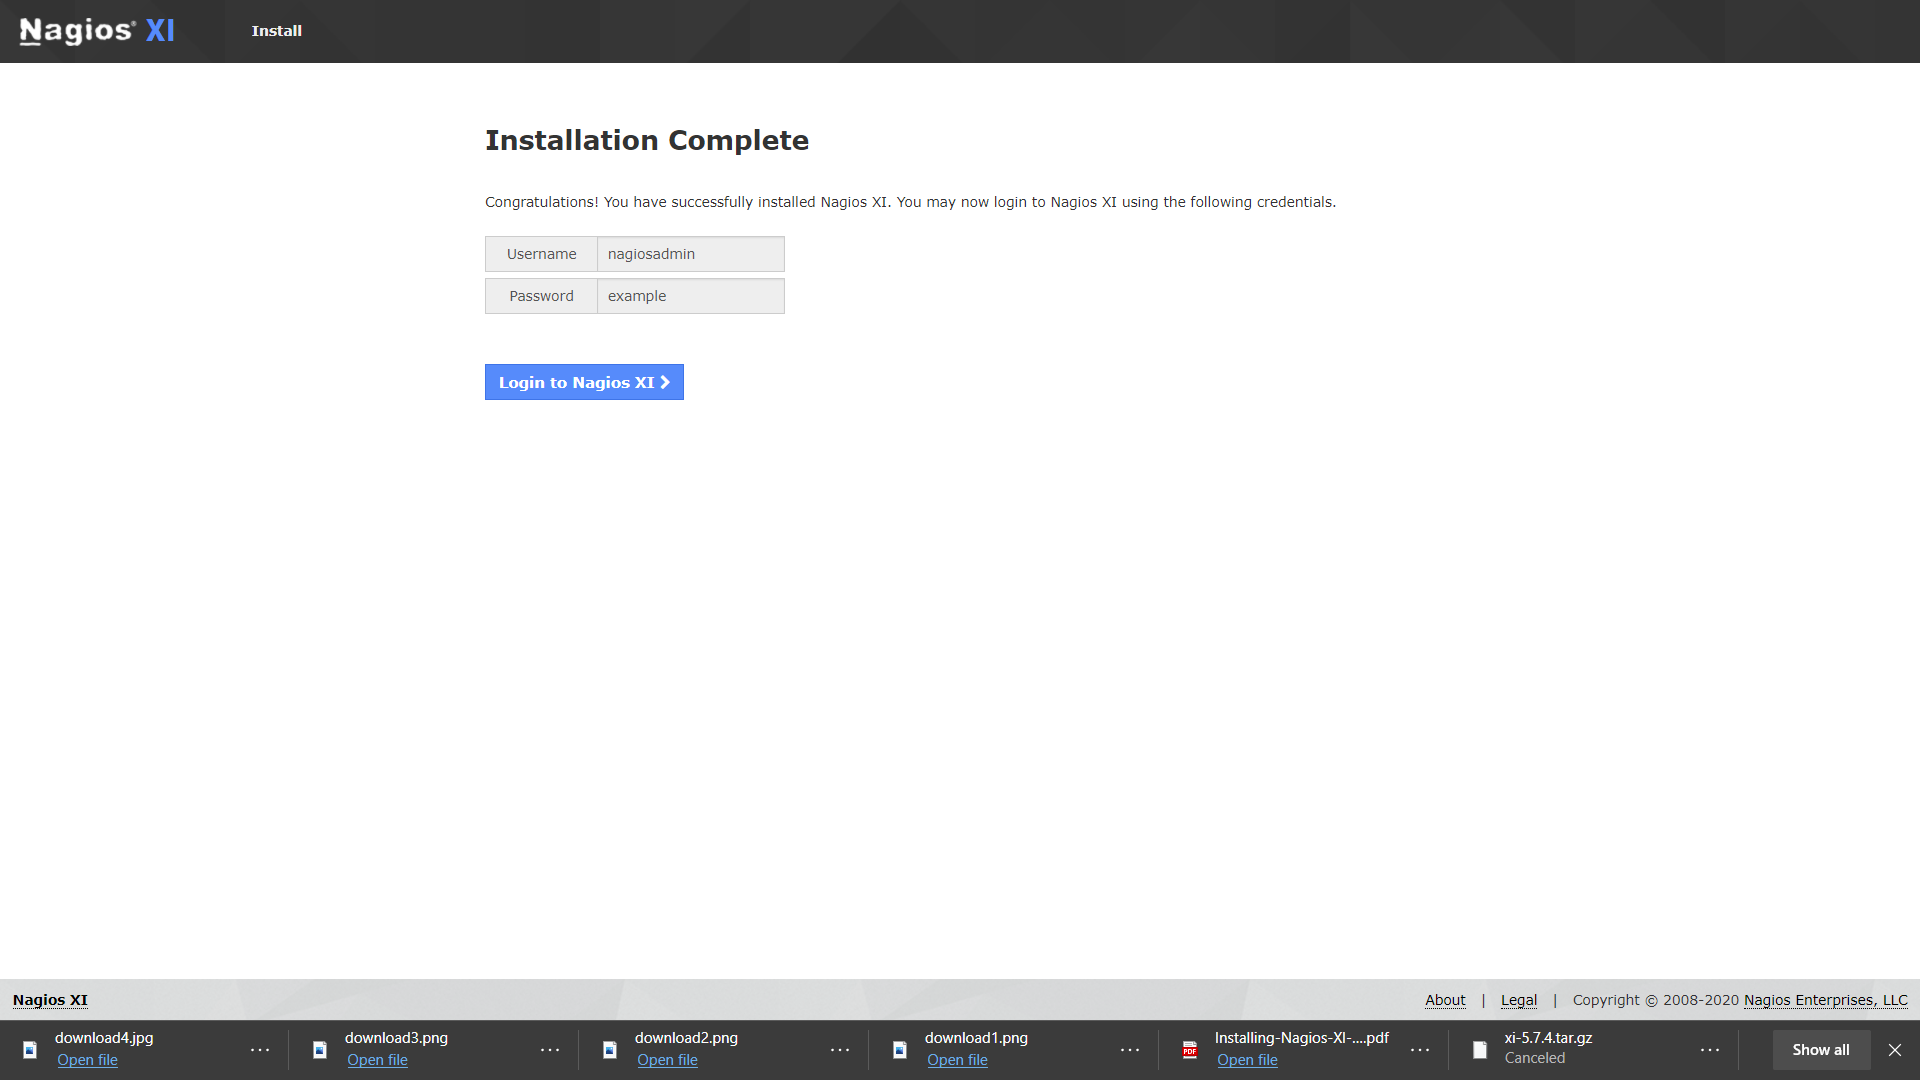 Nagios® XI
Install
Installation Complete
Congratulations! You have successfully installed Nagios XI. You may now login to Nagios XI using the following credentials.
Username nagiosadmin
Password example
Login to Nagios XI
Nagios XI
About | Legal | Copyright © 2008-2020 Nagios Enterprises, LLC
download4.jpg
Open file
download3.png
Open file
download2.png
Open file
download1.png
Open file
Installing-Nagios-XI-....pdf
Open file
xi-5.7.4.tar.gz
Canceled
Show all